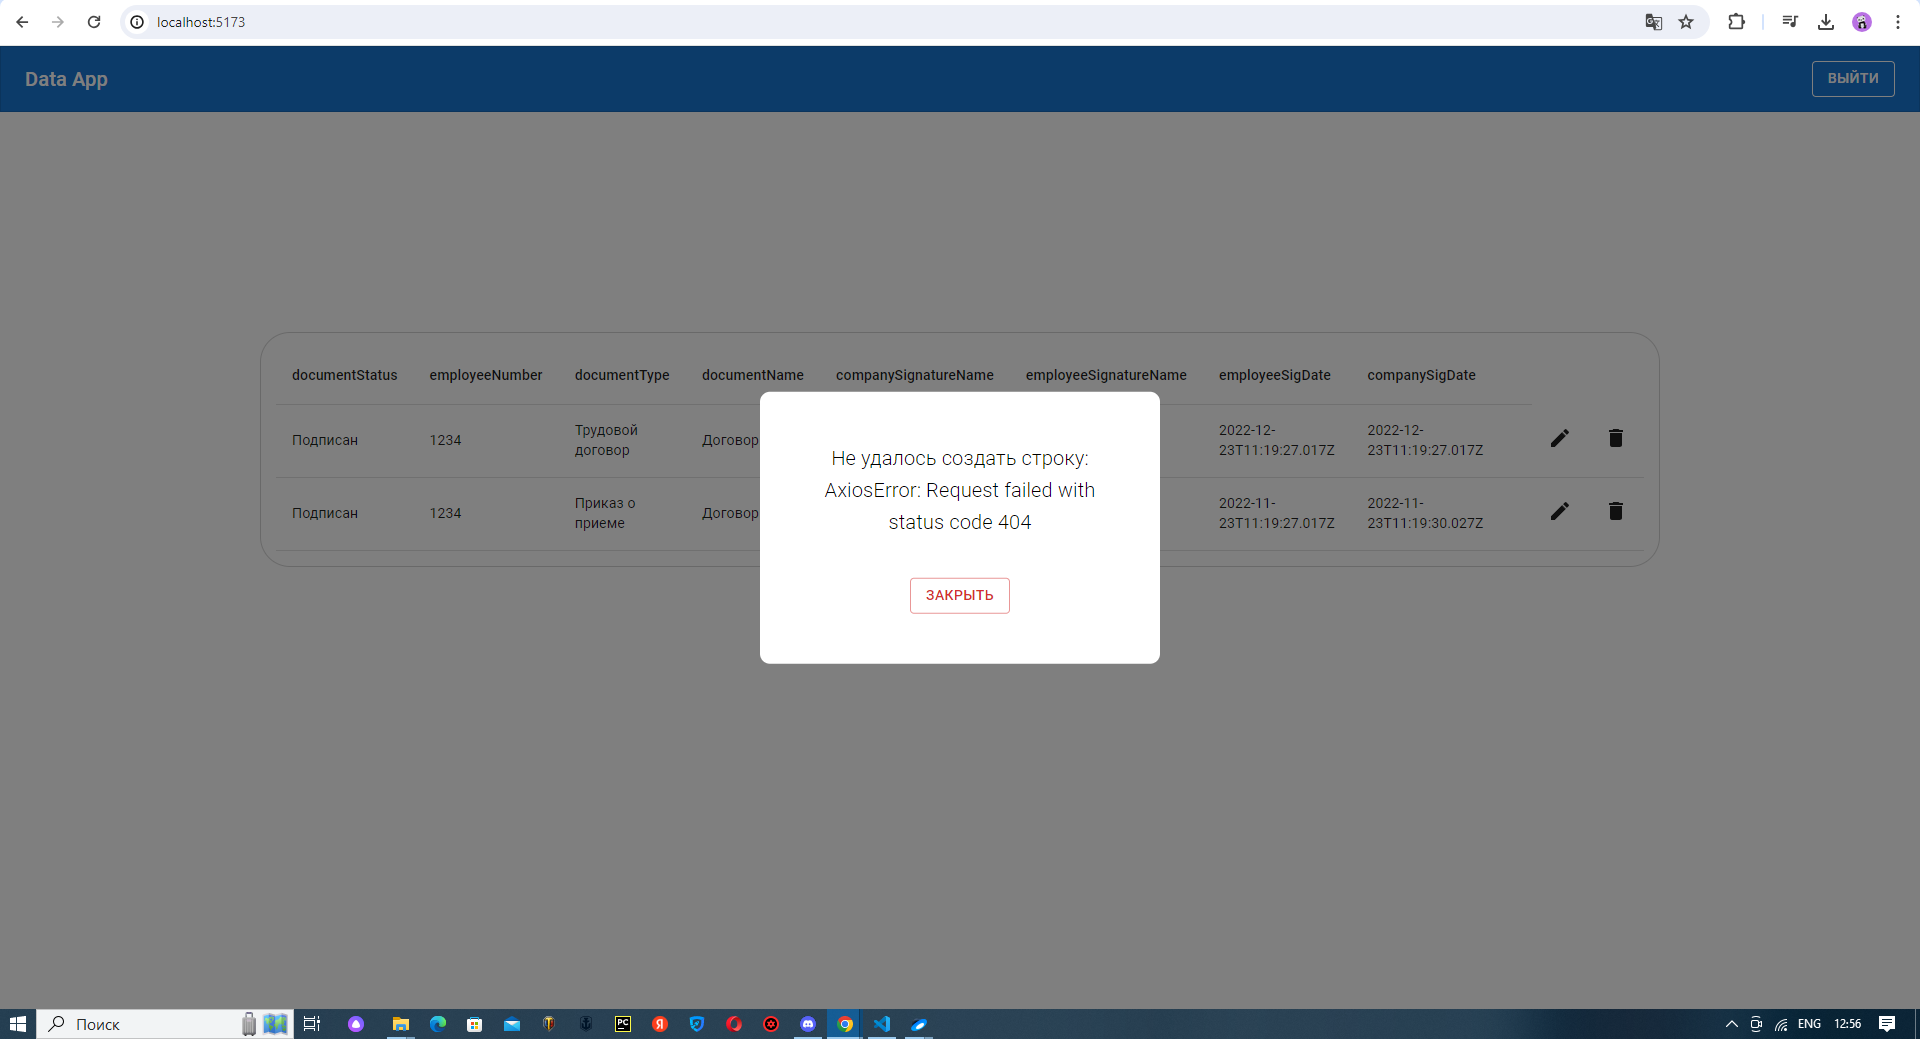 localhost:5173
Data App
ВЫЙТИ
documentStatus employeeNumber documentType documentName companySignatureName employeeSignatureName employeeSigDate companySigDate
Подписан 1234 Трудовой договор Договор 2022-12-23T11:19:27.017Z 2022-12-23T11:19:27.017Z
Подписан 1234 Приказ о приеме Договор 2022-11-23T11:19:27.017Z 2022-11-23T11:19:30.027Z
Не удалось создать строку:
AxiosError: Request failed with
status code 404
ЗАКРЫТЬ
Поиск
PC
Я
ENG 12:56